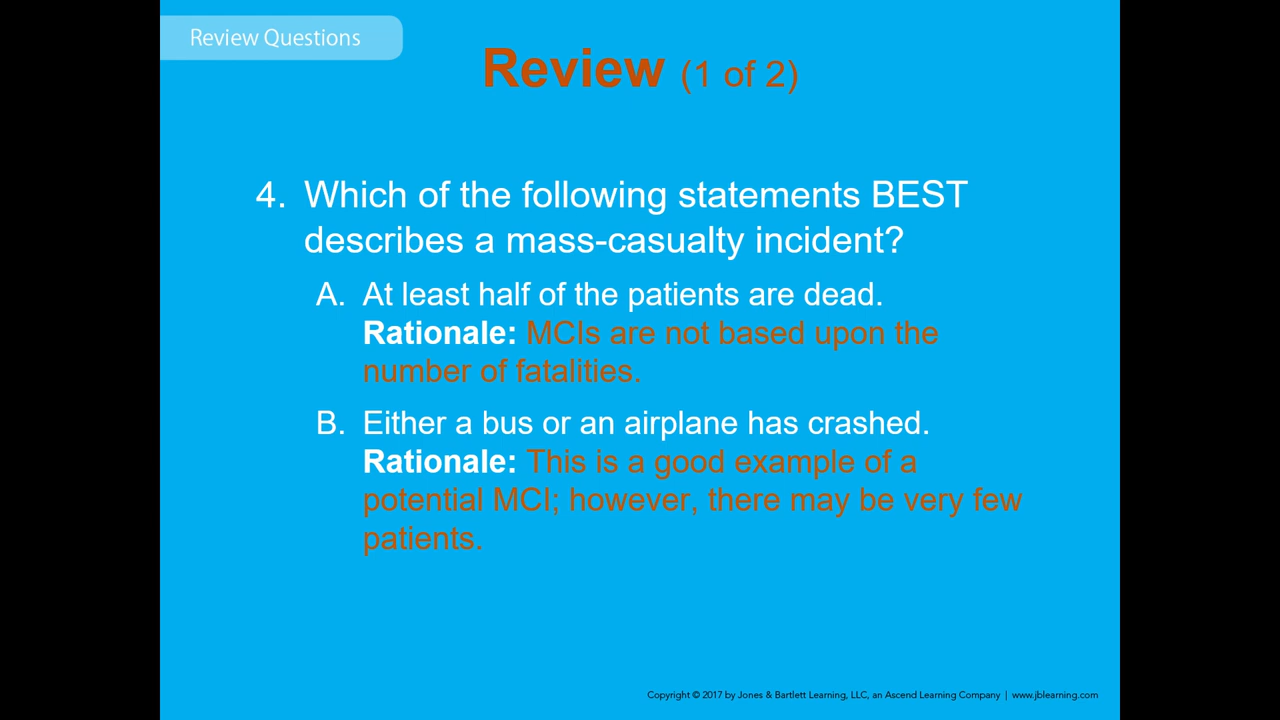 Review Questions
Review (1 of 2)
4. Which of the following statements BEST
describes a mass-casualty incident?
A. At least half of the patients are dead.
Rationale: MCIs are not based upon the
number of fatalities.
B. Either a bus or an airplane has crashed.
Rationale: This is a good example of a
potential MCI; however, there may be very few
patients.
Copyright © 2017 by Jones & Bartlett Learning, LLC, an Ascend Learning Company | www.jblearning.com